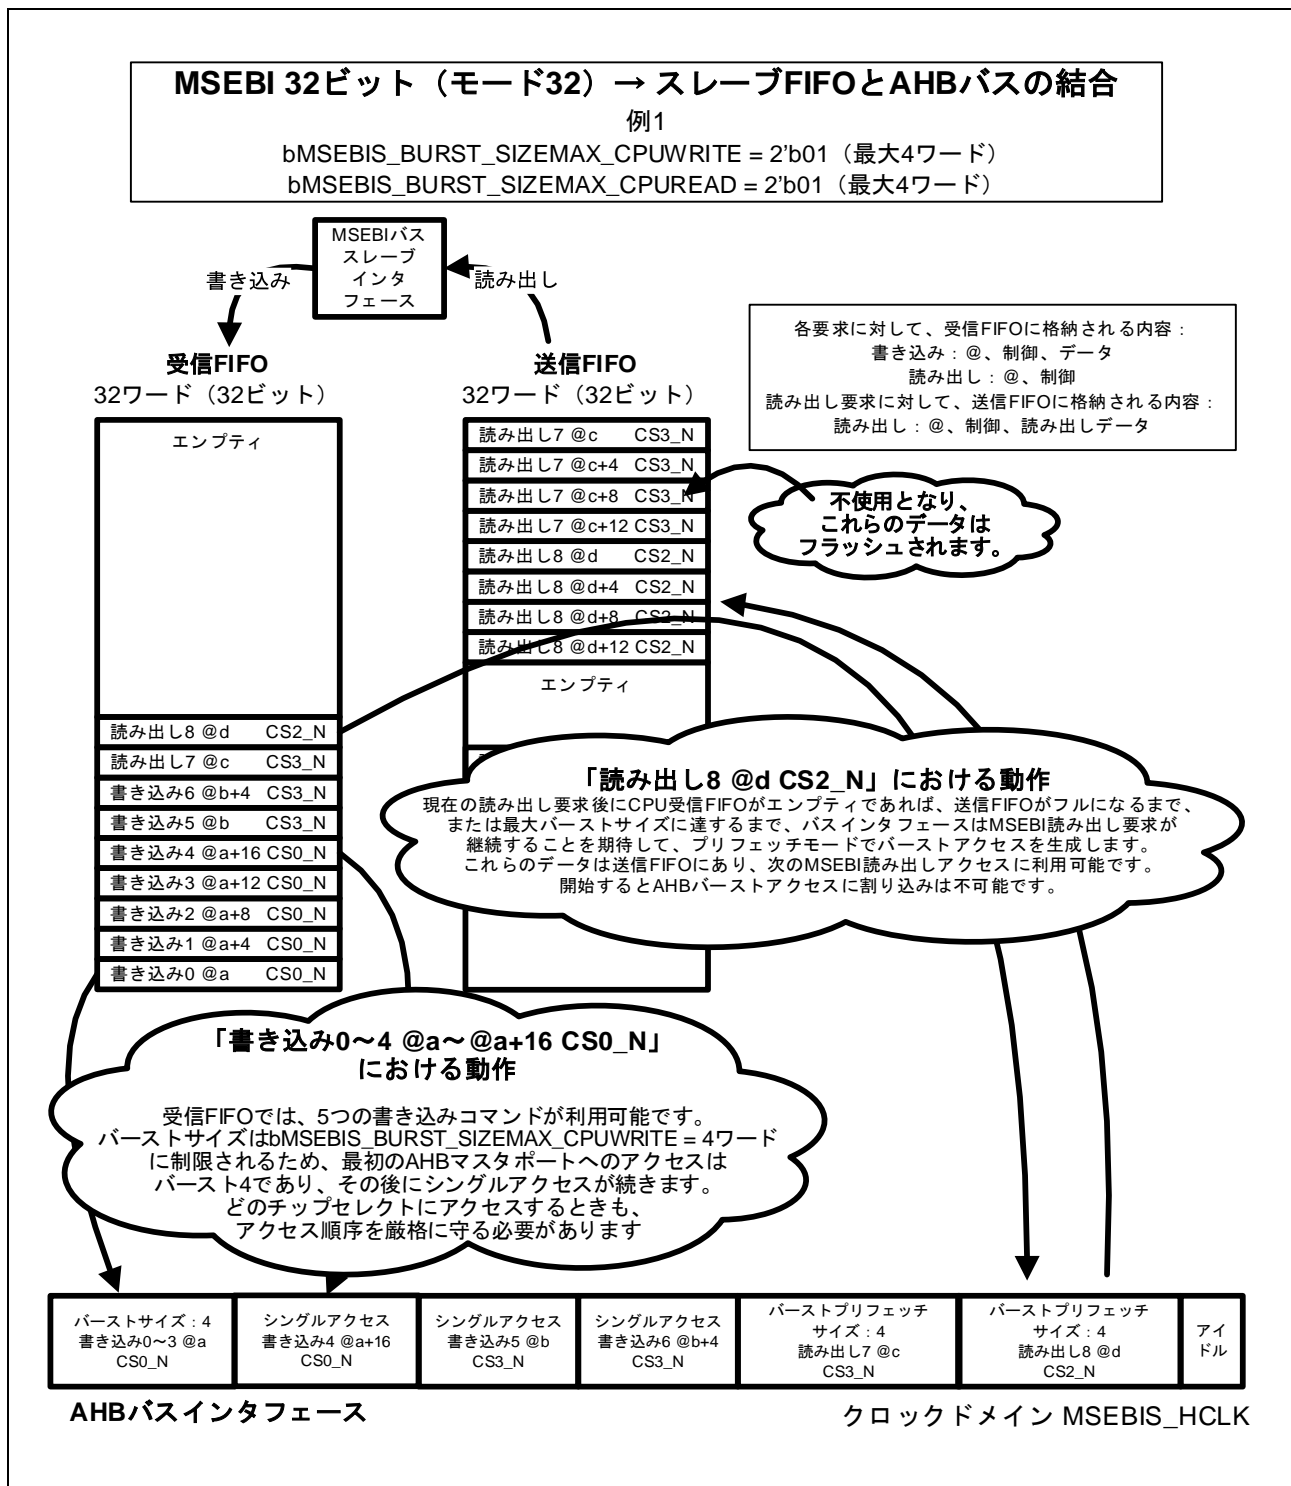 MSEBI 32ビット（モード32）→ スレーブFIFOとAHBバスの結合
例1
bMSEBIS_BURST_SIZEMAX_CPUWRITE = 2'b01（最大4ワード）
bMSEBIS_BURST_SIZEMAX_CPUREAD = 2'b01（最大4ワード）
MSEBIバス
スレーブ
インタ
フェース
書き込み
読み出し
受信FIFO
32ワード（32ビット）
送信FIFO
32ワード（32ビット）
各要求に対して、受信FIFOに格納される内容：
書き込み：@、制御、データ
読み出し：@、制御
読み出し要求に対して、送信FIFOに格納される内容：
読み出し：@、制御、読み出しデータ
エンプティ
読み出し7 @c CS3_N
読み出し7 @c+4 CS3_N
読み出し7 @c+8 CS3_N
読み出し7 @c+12 CS3_N
読み出し8 @d CS2_N
読み出し8 @d+4 CS2_N
読み出し8 @d+8 CS2_N
読み出し8 @d+12 CS2_N
エンプティ
不使用となり、
これらのデータは
フラッシュされます。
読み出し8 @d CS2_N
読み出し7 @c CS3_N
書き込み6 @b+4 CS3_N
書き込み5 @b CS3_N
書き込み4 @a+16 CS0_N
書き込み3 @a+12 CS0_N
書き込み2 @a+8 CS0_N
書き込み1 @a+4 CS0_N
書き込み0 @a CS0_N
「読み出し8 @d CS2_N」における動作
現在の読み出し要求後にCPU受信FIFOがエンプティであれば、送信FIFOがフルになるまで、
または最大バーストサイズに達するまで、バスインタフェースはMSEBI読み出し要求が
継続することを期待して、プリフェッチモードでバーストアクセスを生成します。
これらのデータは送信FIFOにあり、次のMSEBI読み出しアクセスに利用可能です。
開始するとAHBバーストアクセスに割り込みは不可能です。
「書き込み0～4 @a～@a+16 CS0_N」
における動作
受信FIFOでは、5つの書き込みコマンドが利用可能です。
バーストサイズはbMSEBIS_BURST_SIZEMAX_CPUWRITE = 4ワード
に制限されるため、最初のAHBマスタポートへのアクセスは
バースト4であり、その後にシングルアクセスが続きます。
どのチップセレクトにアクセスするときも、
アクセス順序を厳格に守る必要があります
バーストサイズ：4
書き込み0～3 @a
CS0_N
シングルアクセス
書き込み4 @a+16
CS0_N
シングルアクセス
書き込み5 @b
CS3_N
シングルアクセス
書き込み6 @b+4
CS3_N
バーストプリフェッチ
サイズ：4
読み出し7 @c
CS3_N
バーストプリフェッチ
サイズ：4
読み出し8 @d
CS2_N
アイ
ドル
AHBバスインタフェース
クロックドメイン MSEBIS_HCLK